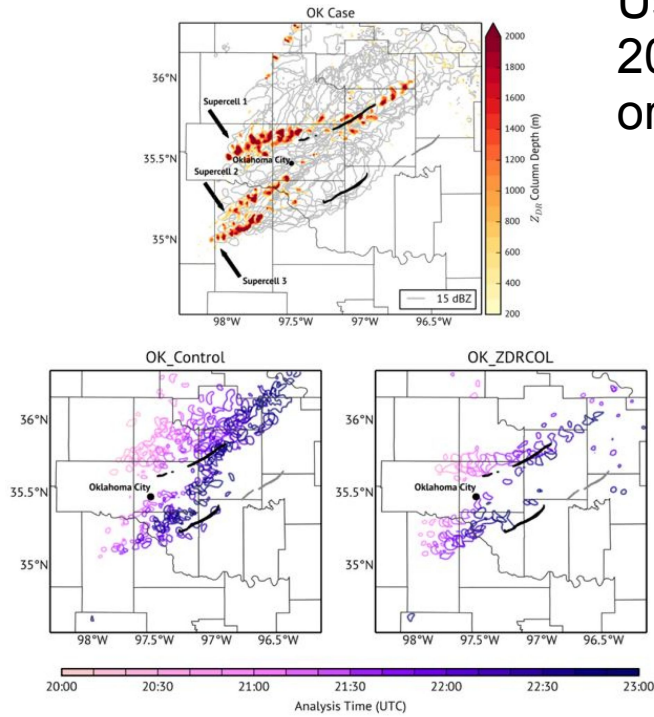 OK Case
36°N
35.5°N
35°N
Supercell 1
Oklahoma City
Supercell 2
Supercell 3
15 dBZ
98°W 97.5°W 97°W 96.5°W
2000
1800
1600
1400
1200
1000
800
600
400
200
Z_DR Column Depth (m)
20
OK_Control
36°N
35.5°N
35°N
Oklahoma City
98°W 97.5°W 97°W 96.5°W
OK_ZDRCOL
36°N
35.5°N
35°N
Oklahoma City
98°W 97.5°W 97°W 96.5°W
20:00 20:30 21:00 21:30 22:00 22:30 23:00
Analysis Time (UTC)